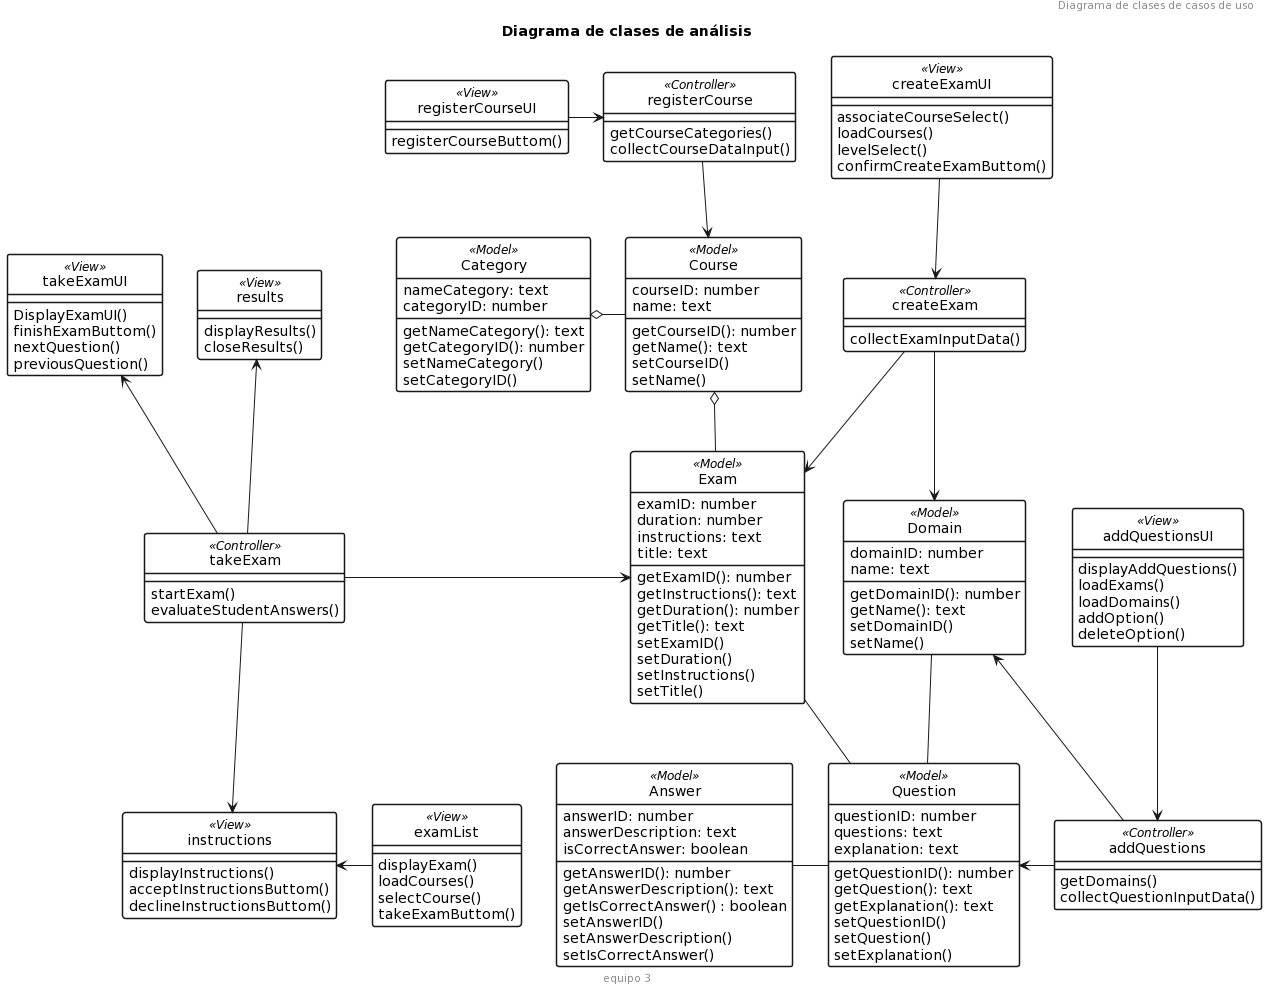 Diagrama de clases de casos de uso
Diagrama de clases de análisis
«View»
registerCourseUI
registerCourseButtom()
«Controller»
registerCourse
getCourseCategories()
collectCourseDataInput()
«View»
createExamUI
associateCourseSelect()
loadCourses()
levelSelect()
confirmCreateExamButtom()
«View»
takeExamUI
DisplayExamUI()
finishExamButtom()
nextQuestion()
previousQuestion()
«View»
results
displayResults()
closeResults()
«Model»
Category
nameCategory: text
categoryID: number
getNameCategory(): text
getCategoryID(): number
setNameCategory()
setCategoryID()
«Model»
Course
courseID: number
name: text
getCourseID(): number
getName(): text
setCourseID()
setName()
«Controller»
createExam
collectExamInputData()
«Controller»
takeExam
startExam()
evaluateStudentAnswers()
«Model»
Exam
examID: number
duration: number
instructions: text
title: text
getExamID(): number
getInstructions(): text
getDuration(): number
getTitle(): text
setExamID()
setDuration()
setInstructions()
setTitle()
«Model»
Domain
domainID: number
name: text
getDomainID(): number
getName(): text
setDomainID()
setName()
«View»
addQuestionsUI
displayAddQuestions()
loadExams()
loadDomains()
addOption()
deleteOption()
«View»
instructions
displayInstructions()
acceptInstructionsButtom()
declineInstructionsButtom()
«View»
examList
displayExam()
loadCourses()
selectCourse()
takeExamButtom()
«Model»
Answer
answerID: number
answerDescription: text
isCorrectAnswer: boolean
getAnswerID(): number
getAnswerDescription(): text
getIsCorrectAnswer() : boolean
setAnswerID()
setAnswerDescription()
setIsCorrectAnswer()
«Model»
Question
questionID: number
questions: text
explanation: text
getQuestionID(): number
getQuestion(): text
getExplanation(): text
setQuestionID()
setQuestion()
setExplanation()
«Controller»
addQuestions
getDomains()
collectQuestionInputData()
equipo 3